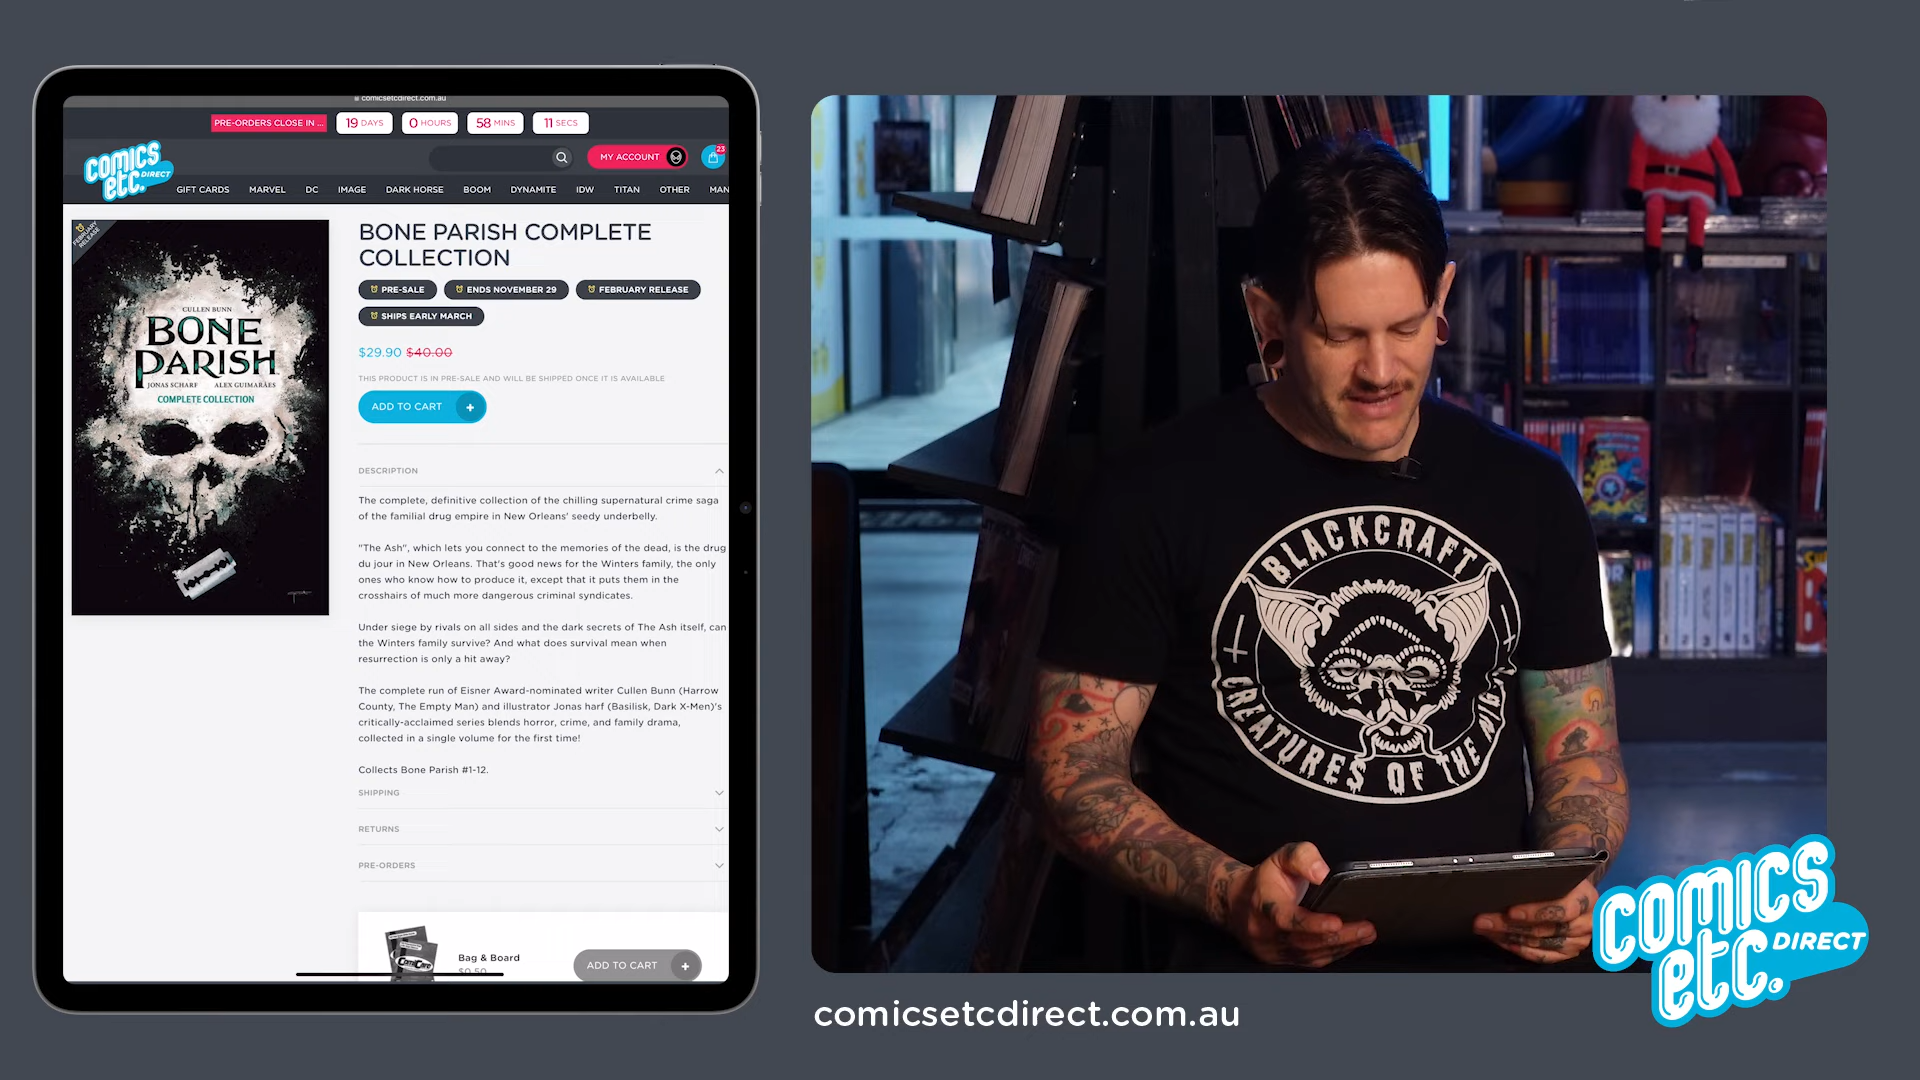 comicsetcdirect.com.au
PRE-ORDERS CLOSE IN ... 19 DAYS 0 HOURS 58 MINS 11 SECS
COMICS etc. DIRECT
MY ACCOUNT
23
GIFT CARDS MARVEL DC IMAGE DARK HORSE BOOM DYNAMITE IDW TITAN OTHER MAN
FEBRUARY RELEASE
CULLEN BUNN
BONE
PARISH
JONAS SCHARF ALEX GUIMARÃES
COMPLETE COLLECTION
BONE PARISH COMPLETE
COLLECTION
PRE-SALE ENDS NOVEMBER 29 FEBRUARY RELEASE
SHIPS EARLY MARCH
$29.90 $40.00
THIS PRODUCT IS IN PRE-SALE AND WILL BE SHIPPED ONCE IT IS AVAILABLE
ADD TO CART +
DESCRIPTION
The complete, definitive collection of the chilling supernatural crime saga
of the familial drug empire in New Orleans' seedy underbelly.
"The Ash", which lets you connect to the memories of the dead, is the drug
du jour in New Orleans. That's good news for the Winters family, the only
ones who know how to produce it, except that it puts them in the
crosshairs of much more dangerous criminal syndicates.
Under siege by rivals on all sides and the dark secrets of The Ash itself, can
the Winters family survive? And what does survival mean when
resurrection is only a hit away?
The complete run of Eisner Award-nominated writer Cullen Bunn (Harrow
County, The Empty Man) and illustrator Jonas harf (Basilisk, Dark X-Men)'s
critically-acclaimed series blends horror, crime, and family drama,
collected in a single volume for the first time!
Collects Bone Parish #1-12.
SHIPPING
RETURNS
PRE-ORDERS
Bag & Board
$0.50
ADD TO CART +
BLACKCRAFT
CREATURES OF THE NIG
comics
etc. DIRECT
comicsetcdirect.com.au